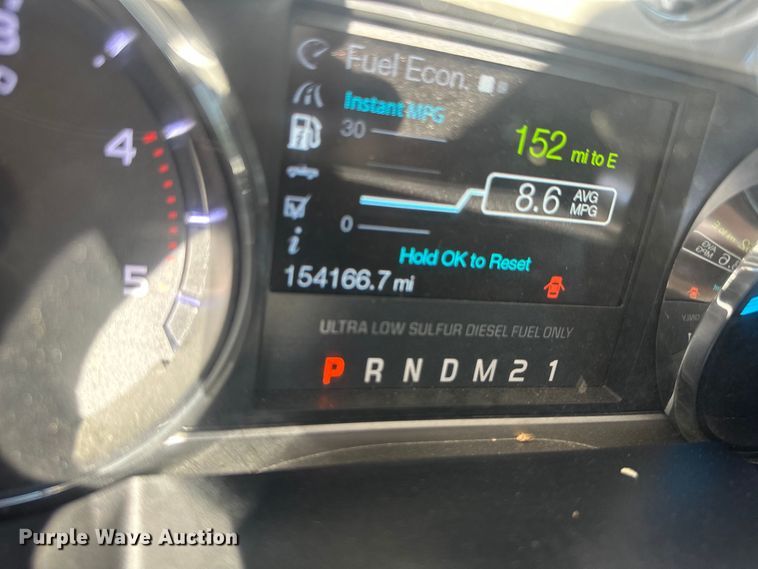 Fuel Econ.
Instant MPG
30
152 mi to E
8.6 AVG MPG
0
Hold OK to Reset
154166.7 mi
4
5
ULTRA LOW SULFUR DIESEL FUEL ONLY
P R N D M 2 1
Purple Wave Auction